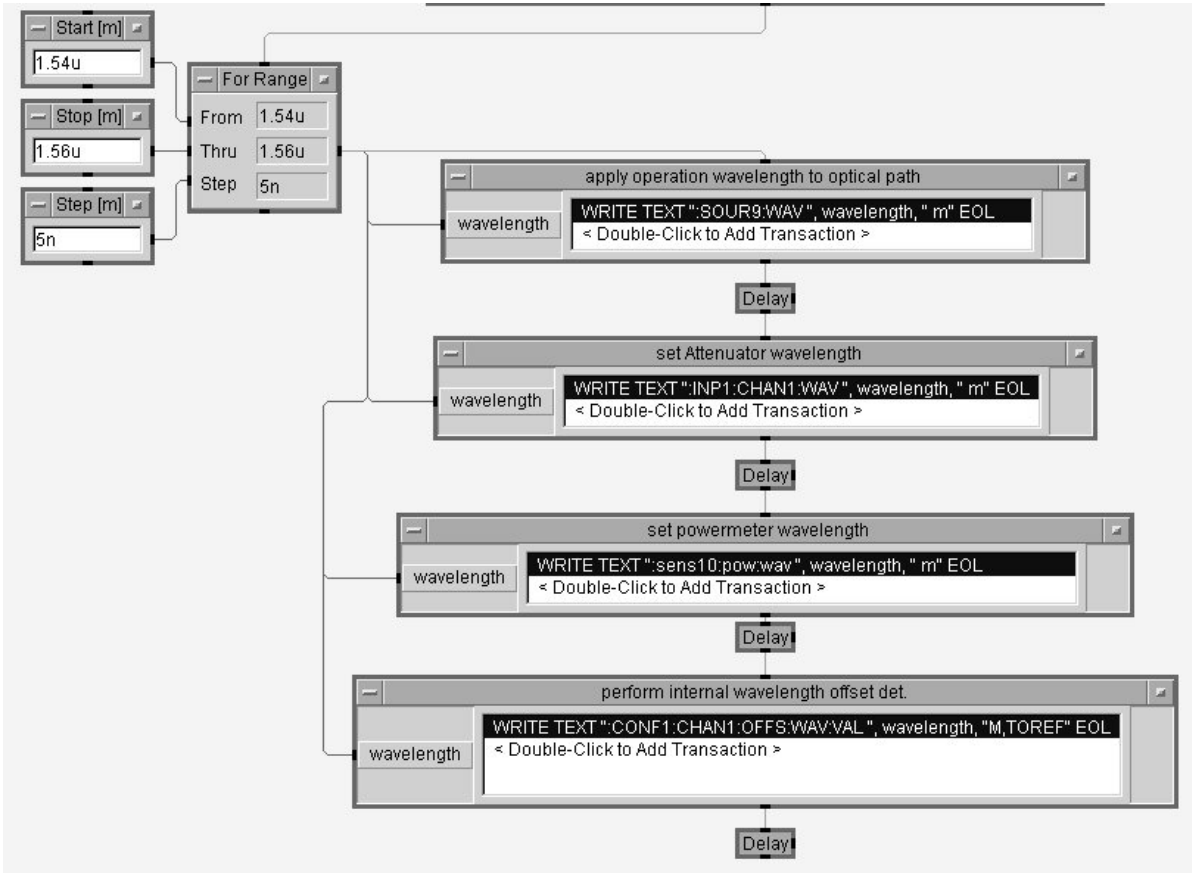 Start [m]
1.54u
Stop [m]
1.56u
Step [m]
5n
For Range
From 1.54u
Thru 1.56u
Step 5n
apply operation wavelength to optical path
wavelength
WRITE TEXT ":SOUR9:WAV ", wavelength, " m" EOL
< Double-Click to Add Transaction >
Delay
set Attenuator wavelength
wavelength
WRITE TEXT ":INP1:CHAN1:WAV ", wavelength, " m" EOL
< Double-Click to Add Transaction >
Delay
set powermeter wavelength
wavelength
WRITE TEXT ":sens10:pow:wav ", wavelength, " m" EOL
< Double-Click to Add Transaction >
Delay
perform internal wavelength offset det.
wavelength
WRITE TEXT ":CONF1:CHAN1:OFFS:WAV:VAL ", wavelength, "M,TOREF" EOL
< Double-Click to Add Transaction >
Delay